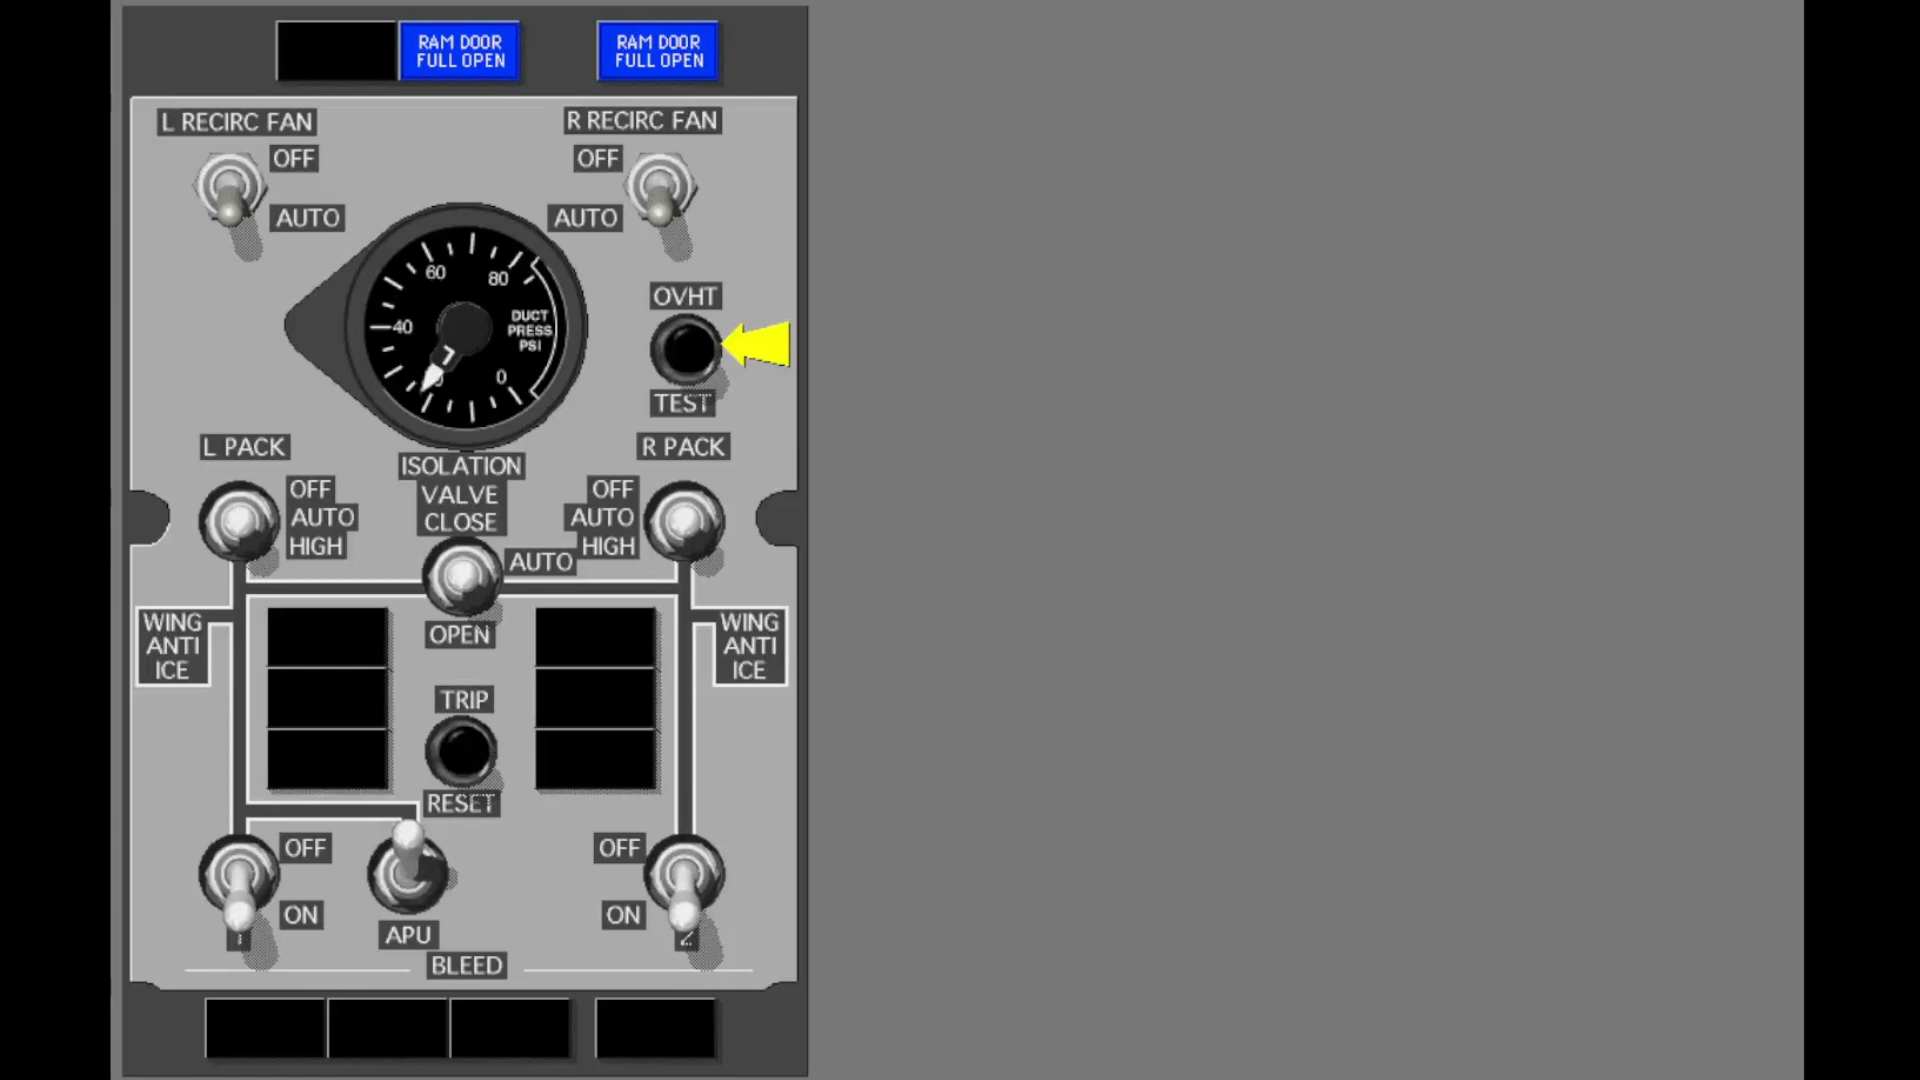 RAM DOOR
FULL OPEN
RAM DOOR
FULL OPEN
L RECIRC FAN
R RECIRC FAN
OFF
OFF
AUTO
AUTO
60
80
40
0
DUCT
PRESS
PSI
OVHT
TEST
L PACK
R PACK
OFF
AUTO
HIGH
ISOLATION
VALVE
CLOSE
OFF
AUTO
HIGH
AUTO
OPEN
WING
ANTI
ICE
WING
ANTI
ICE
TRIP
RESET
OFF
ON
1
APU
OFF
ON
2
BLEED